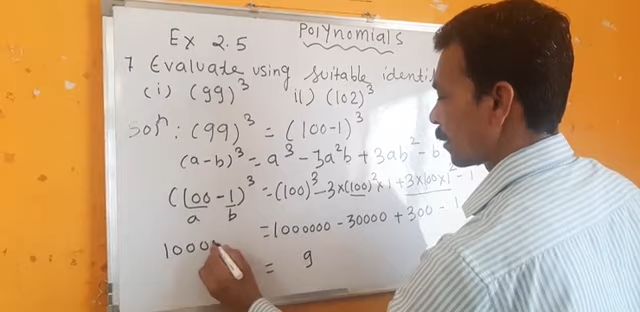 Ex 2.5 Polynomials
7 Evaluate using suitable
(i) (99)³ ii) (102)³
Solⁿ: (99)³ = (100-1)³
(a-b)³ = a³ - 3a²b + 3ab² - b
(100 - 1)³ = (100)³ - 3×(100)²×1 + 3×100×1² - 1
a b
= 1000000 - 30000 + 300 - 1
1000
= 9